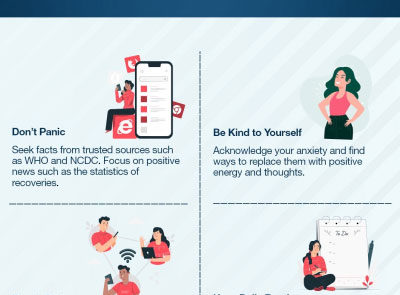 Don't Panic
Seek facts from trusted sources such
as WHO and NCDC. Focus on positive
news such as the statistics of
recoveries.
Be Kind to Yourself
Acknowledge your anxiety and find
ways to replace them with positive
energy and thoughts.
To Do